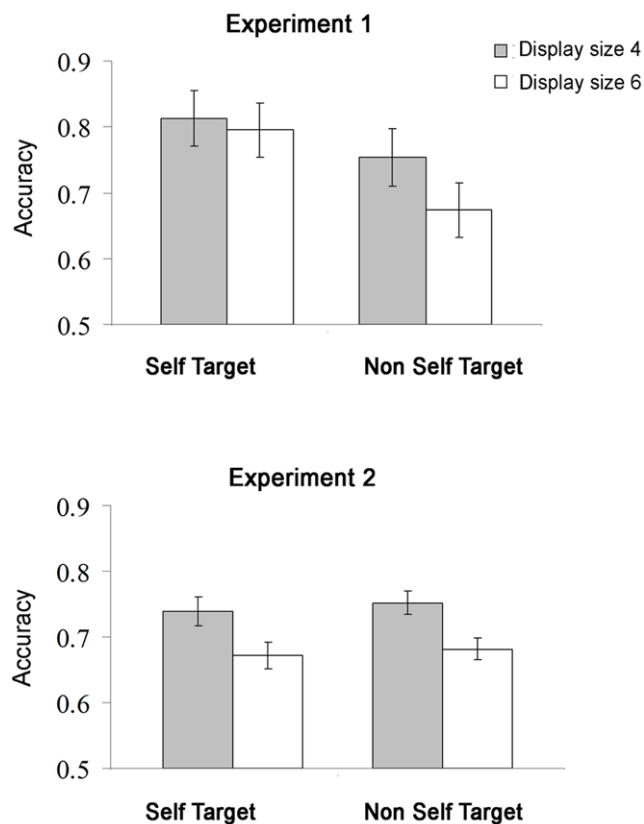 Experiment 1
Display size 4
Display size 6
0.9
0.8
0.7
0.6
0.5
Accuracy
Self Target Non Self Target
Experiment 2
0.9
0.8
0.7
0.6
0.5
Accuracy
Self Target Non Self Target